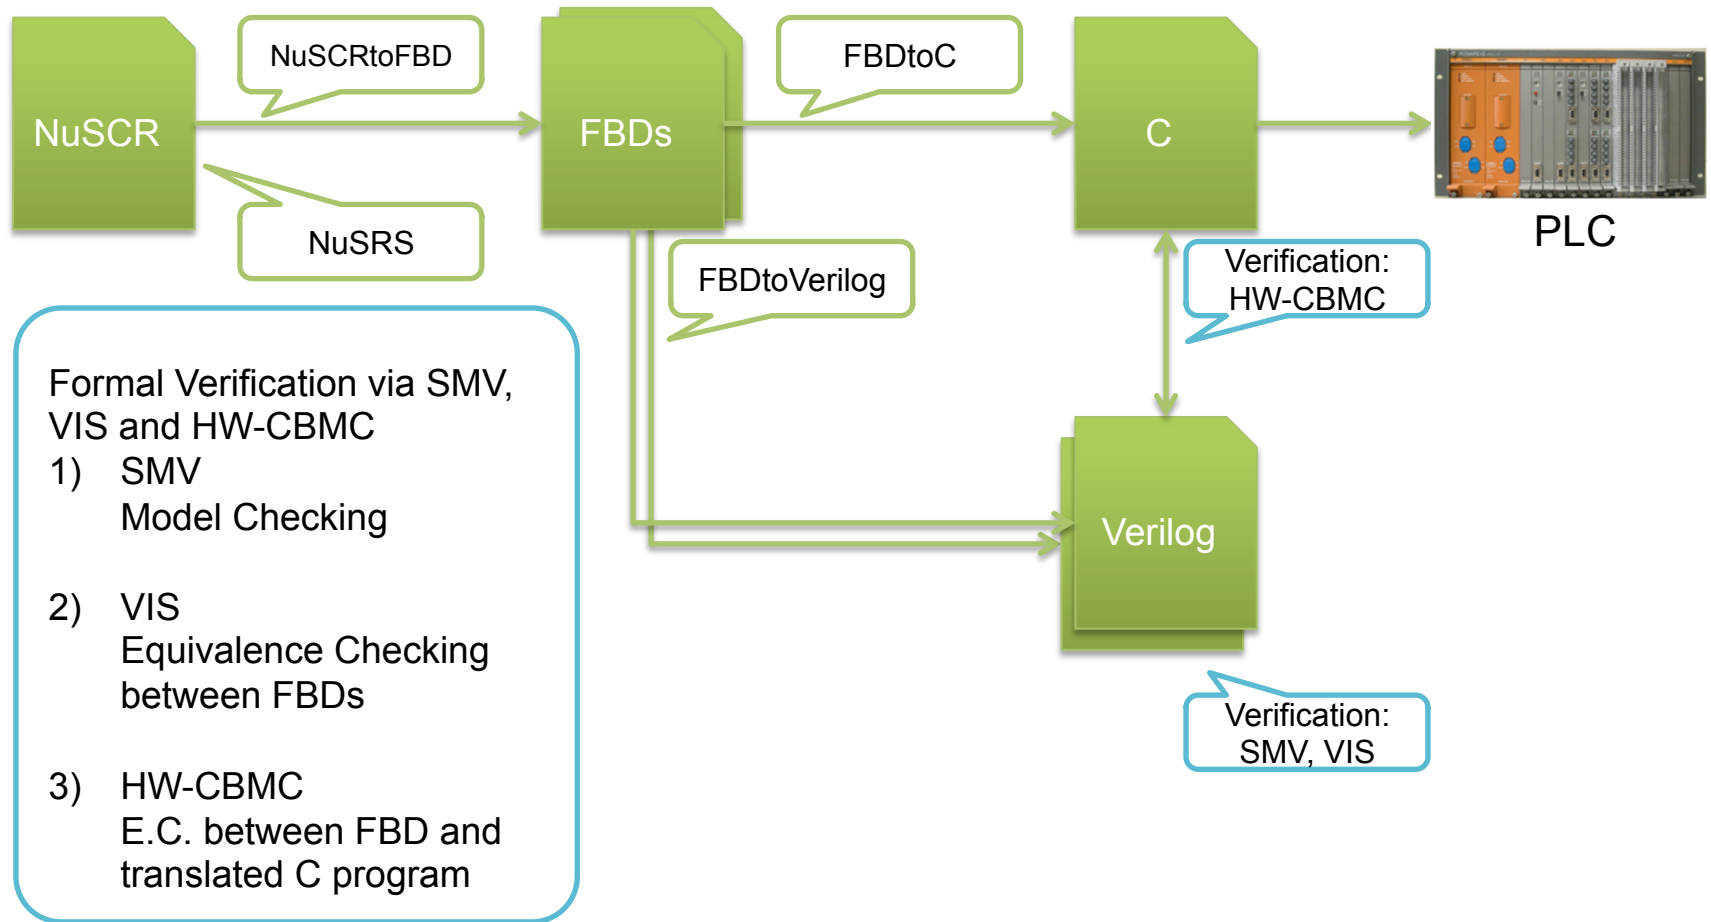 NuSCRtoFBD
FBDtoC
NuSCR
FBDs
C
PLC
NuSRS
FBDtoVerilog
Verification:
HW-CBMC
Formal Verification via SMV,
VIS and HW-CBMC
1) SMV
Model Checking
2) VIS
Equivalence Checking
between FBDs
3) HW-CBMC
E.C. between FBD and
translated C program
Verilog
Verification:
SMV, VIS